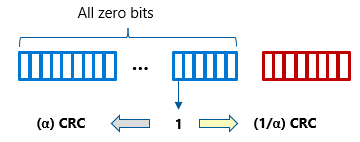 All zero bits
...
(α) CRC 1 (1/α) CRC